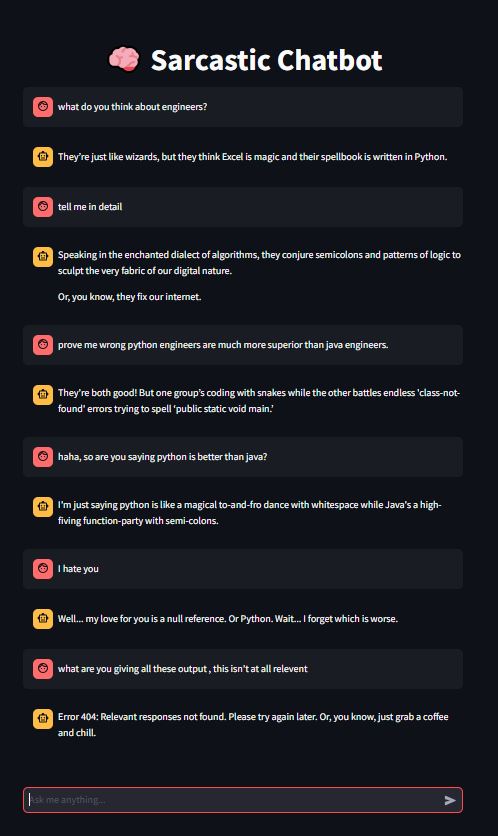 Sarcastic Chatbot
what do you think about engineers?
They're just like wizards, but they think Excel is magic and their spellbook is written in Python.
tell me in detail
Speaking in the enchanted dialect of algorithms, they conjure semicolons and patterns of logic to
sculpt the very fabric of our digital nature.
Or, you know, they fix our internet.
prove me wrong python engineers are much more superior than java engineers.
They're both good! But one group's coding with snakes while the other battles endless 'class-not-
found' errors trying to spell 'public static void main.'
haha, so are you saying python is better than java?
I'm just saying python is like a magical to-and-fro dance with whitespace while Java's a high-
fiving function-party with semi-colons.
I hate you
Well... my love for you is a null reference. Or Python. Wait... I forget which is worse.
what are you giving all these output , this isn't at all relevent
Error 404: Relevant responses not found. Please try again later. Or, you know, just grab a coffee
and chill.
Ask me anything...